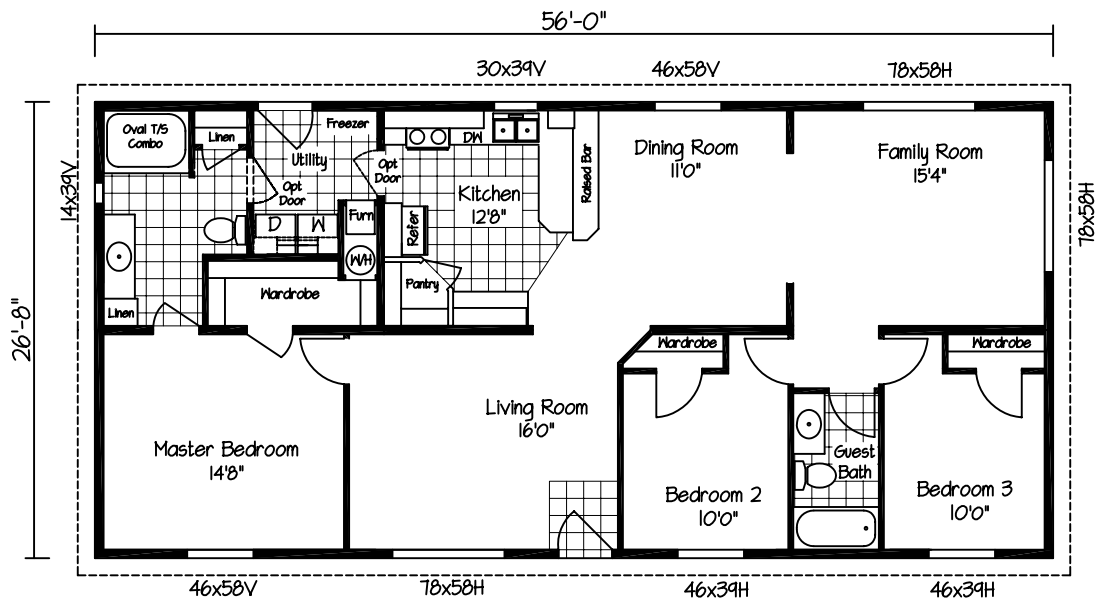 56'-0"
30x39V
46x58V
78x58H
Oval T/S
Combo
Linen
Freezer
Utility
Opt
Door
Opt
Door
DW
Kitchen
12'8"
Raised Bar
Dining Room
11'0"
Family Room
15'4"
14x39V
78x58H
D
W
Furn
W/H
Refer
Pantry
Linen
Wardrobe
26'-8"
Wardrobe
Wardrobe
Living Room
16'0"
Master Bedroom
14'8"
Guest
Bath
Bedroom 2
10'0"
Bedroom 3
10'0"
46x58V
78x58H
46x39H
46x39H